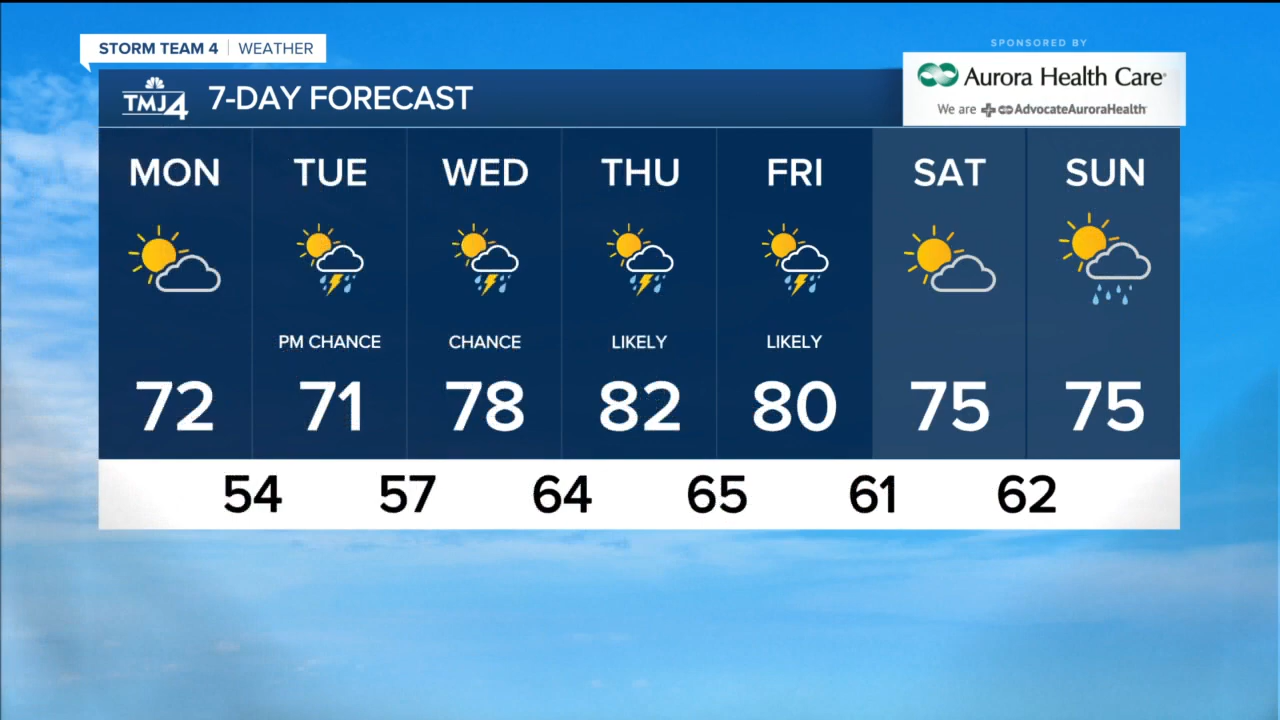 SPONSORED BY
STORM TEAM 4 | WEATHER
TMJ4 7-DAY FORECAST
Aurora Health Care®
We are AdvocateAuroraHealth™
MON TUE WED THU FRI SAT SUN
PM CHANCE CHANCE LIKELY LIKELY
72 71 78 82 80 75 75
54 57 64 65 61 62